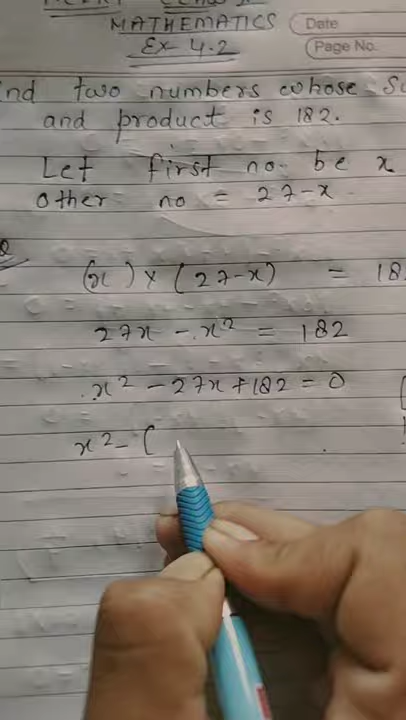 MATHEMATICS
Date
Ex 4.2
Page No.
two numbers whose
and product is 182.
Let first no. be x
other no = 27-x
(x) × (27-x) = 18
27x - x² = 182
x² - 27x + 182 = 0
x² - (